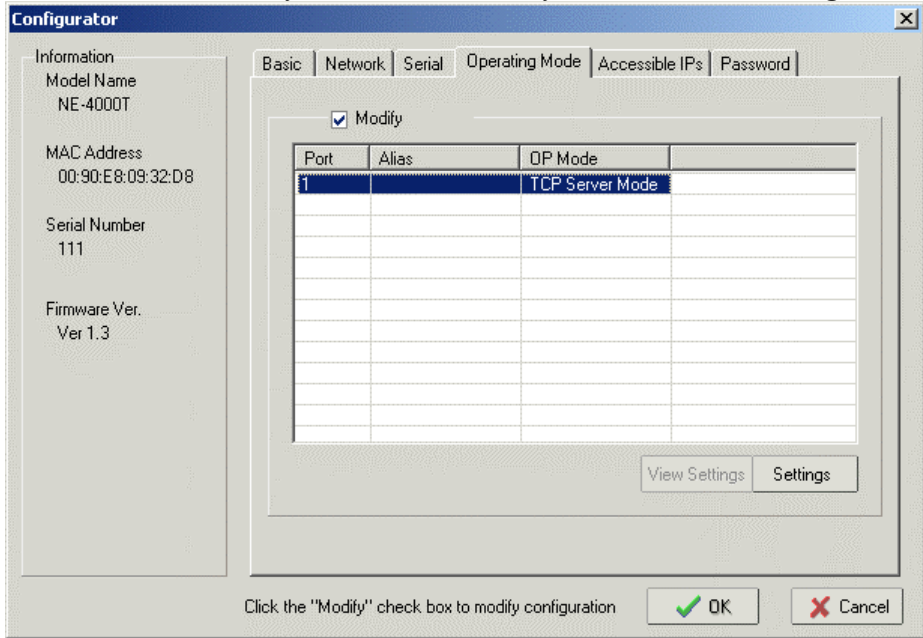 Configurator
Information
Model Name
NE-4000T
MAC Address
00:90:E8:09:32:D8
Serial Number
111
Firmware Ver.
Ver 1.3
Basic Network Serial Operating Mode Accessible IPs Password
Modify
Port Alias OP Mode
1 TCP Server Mode
View Settings Settings
Click the "Modify" check box to modify configuration OK Cancel